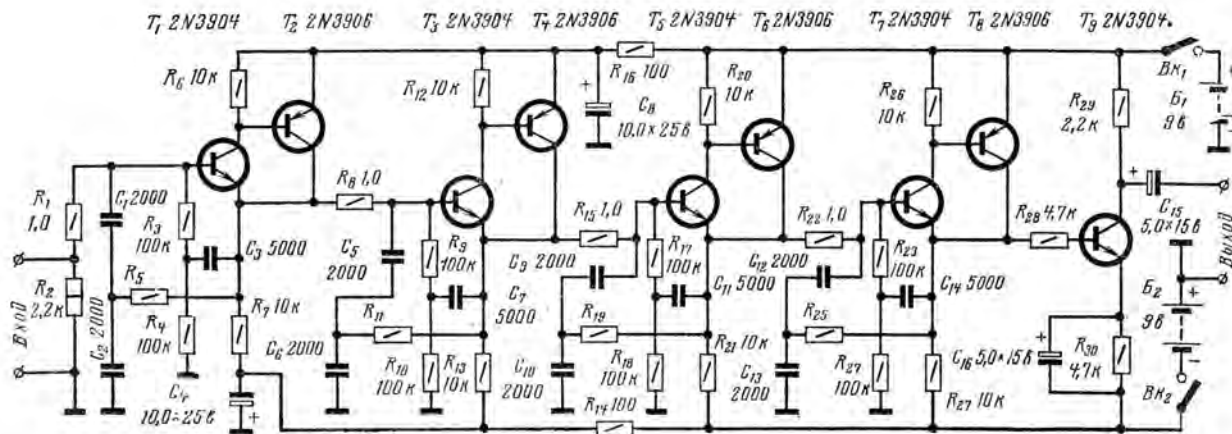 T1 2N3904 T2 2N3906 T3 2N3904 T4 2N3906 T5 2N3904 T6 2N3906 T7 2N3904 T8 2N3906 T9 2N3904.
R6 10к
R12 10к
R16 100
C8
10,0×25в
R20
10к
R26
10к
R29
2,2к
Вк1
Б1
9в
R1
1,0
C1 2000
R3
100к
C3 5000
R8 1,0
C5
2000
R9
100к
R15 1,0
C9 2000
R17
100к
R22 1,0
C12 2000
R23
100к
R28 4,7к
C15
5,0×15в
Выход
Вход
R2
2,2к
R5
C2 2000
R4
100к
R7 10к
C4
10,0×25в
R11
C6 2000
R10
100к
C7
5000
R13
10к
R14 100
R19
C10
2000
R18
100к
C11 5000
R21 10к
R25
C13
2000
R27
100к
C14 5000
R27 10к
C16 5,0×15в
R30
4,7к
Б2
9в
Вк2